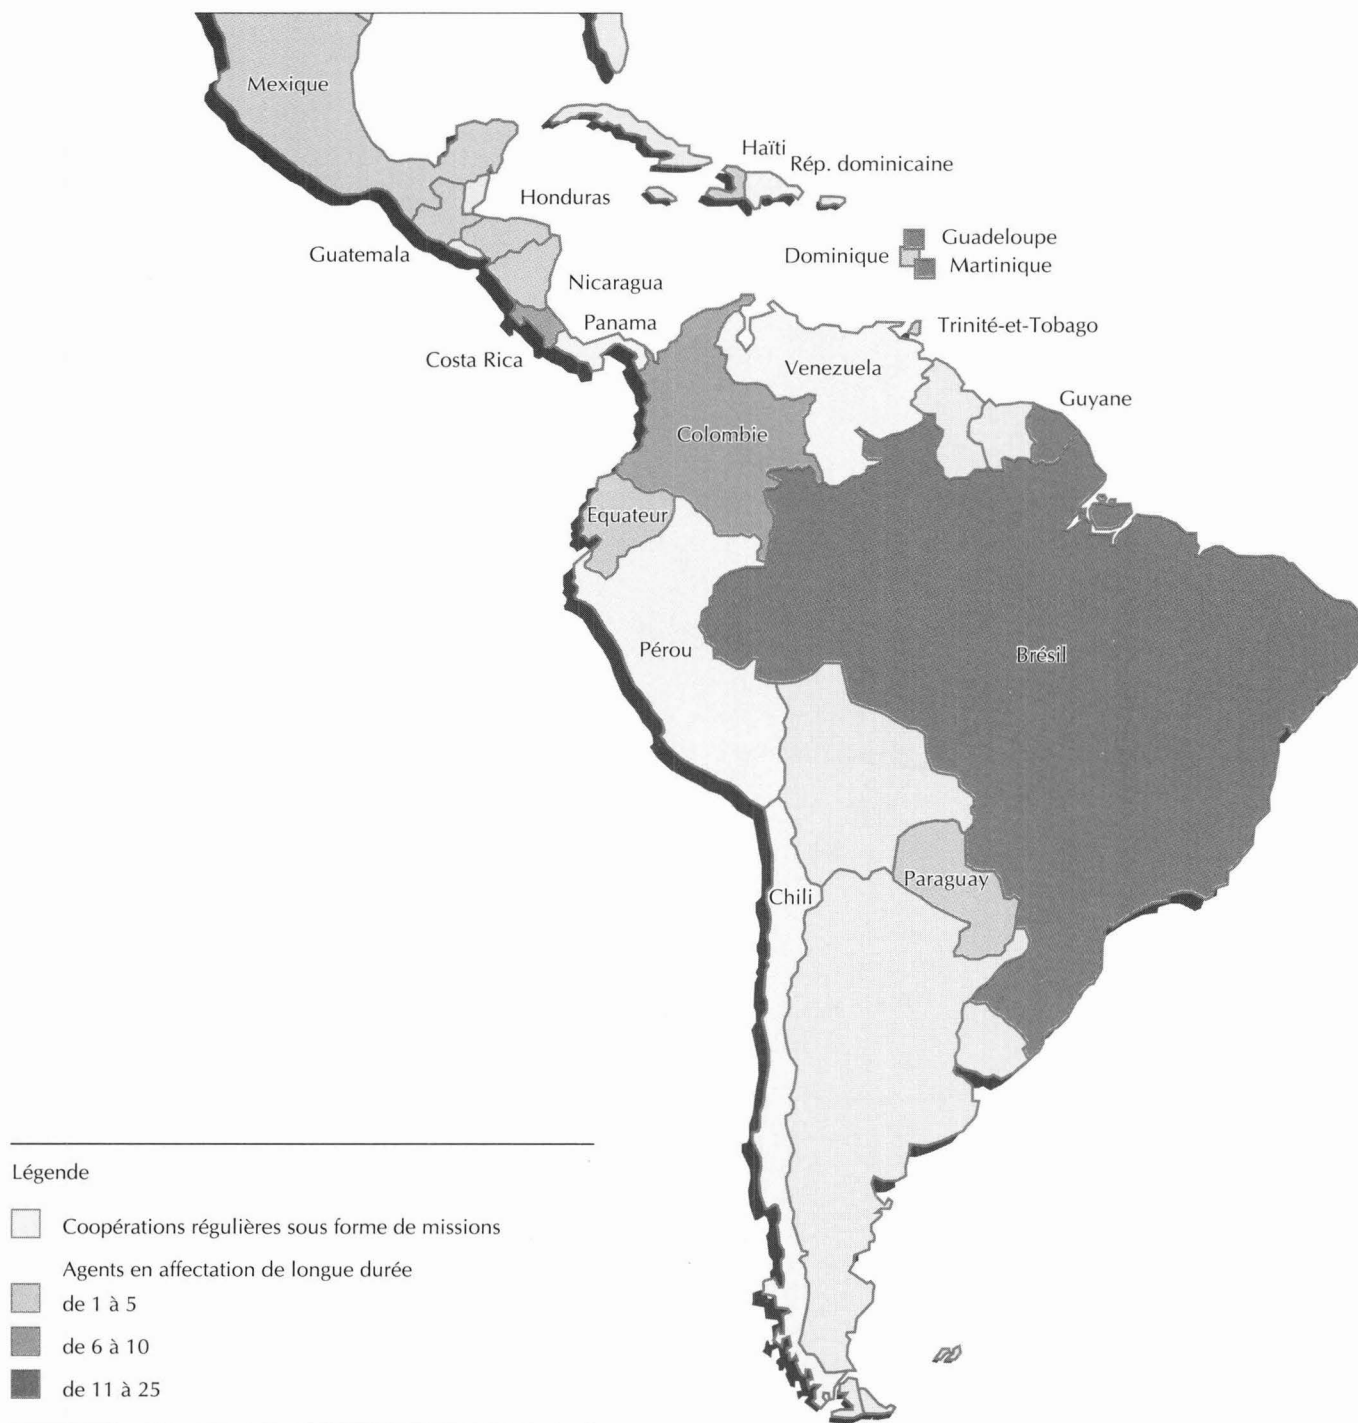 Mexique
Haïti
Rép. dominicaine
Honduras
Guadeloupe
Guatemala
Dominique
Martinique
Nicaragua
Panama
Trinité-et-Tobago
Costa Rica
Venezuela
Guyane
Colombie
Equateur
Pérou
Brésil
Paraguay
Chili
Légende
Coopérations régulières sous forme de missions
Agents en affectation de longue durée
de 1 à 5
de 6 à 10
de 11 à 25